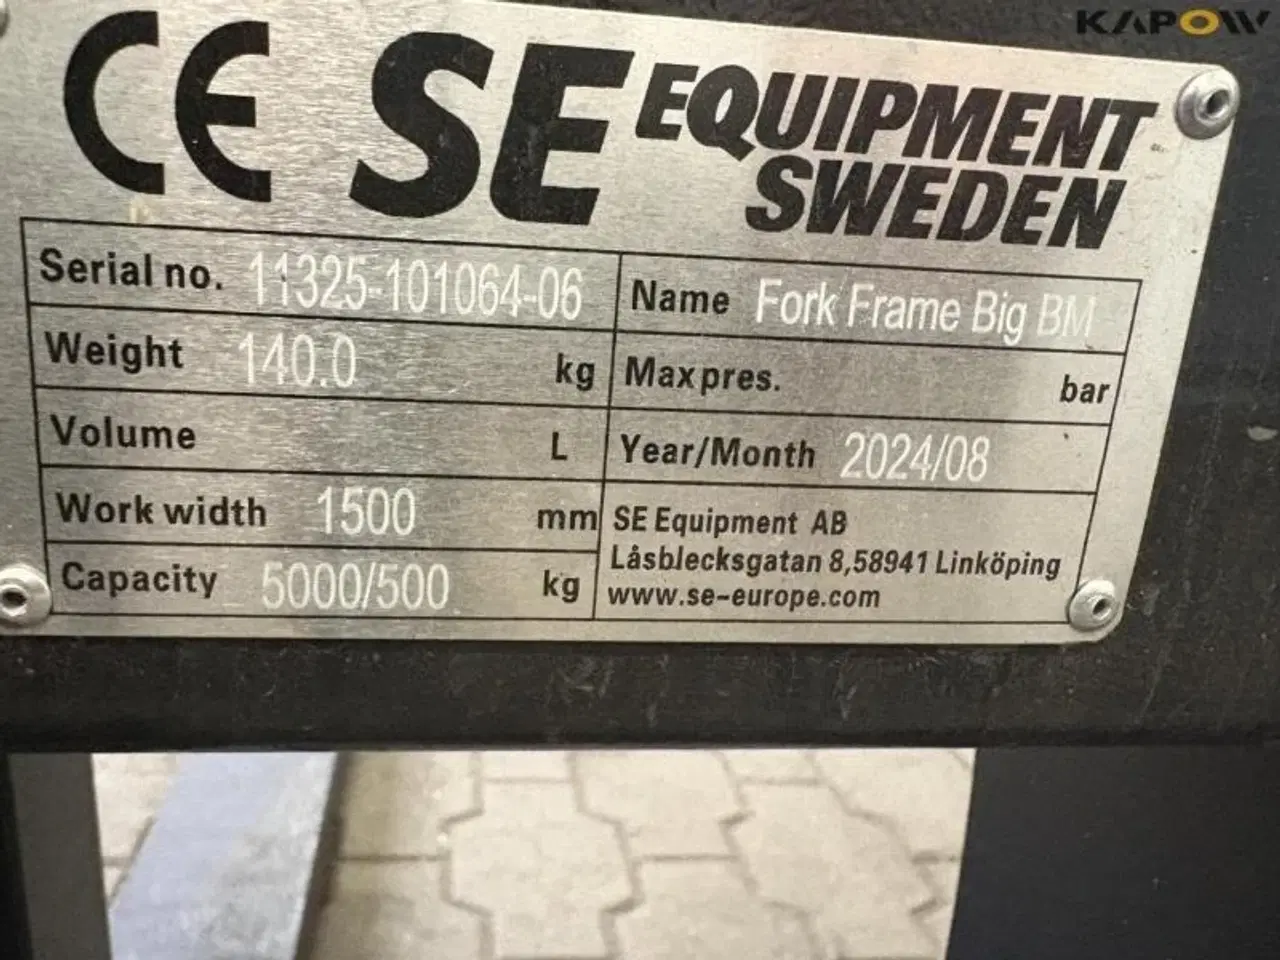 KAPOW
CE SE EQUIPMENT
SWEDEN
Serial no. 11325-101064-06
Name Fork Frame Big BM
Weight 140.0 kg
Max pres. bar
Volume L
Year/Month 2024/08
Work width 1500 mm
SE Equipment AB
Låsblecksgatan 8,58941 Linköping
www.se-europe.com
Capacity 5000/500 kg